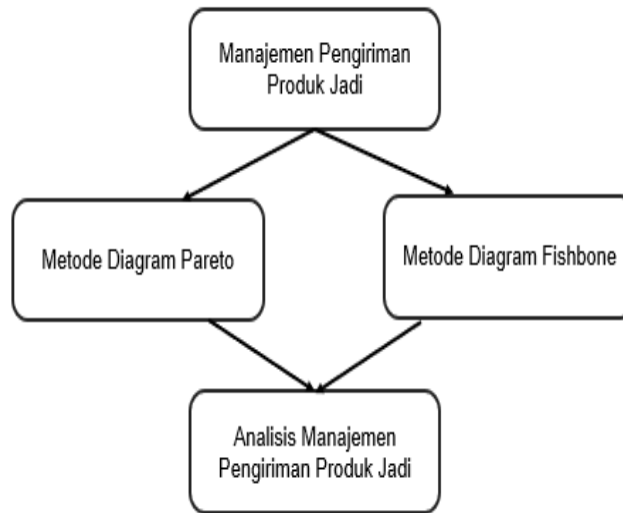 Manajemen Pengiriman
Produk Jadi
Metode Diagram Pareto
Metode Diagram Fishbone
Analisis Manajemen
Pengiriman Produk Jadi